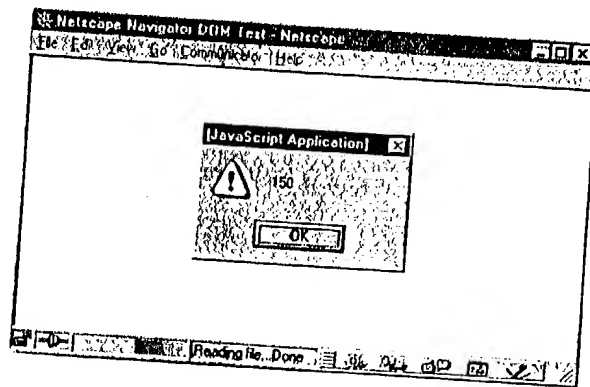 Netscape Navigator DOM Test - Netscape
File Edit View Go Communicator Help
[JavaScript Application]
150
OK
Reading file...Done